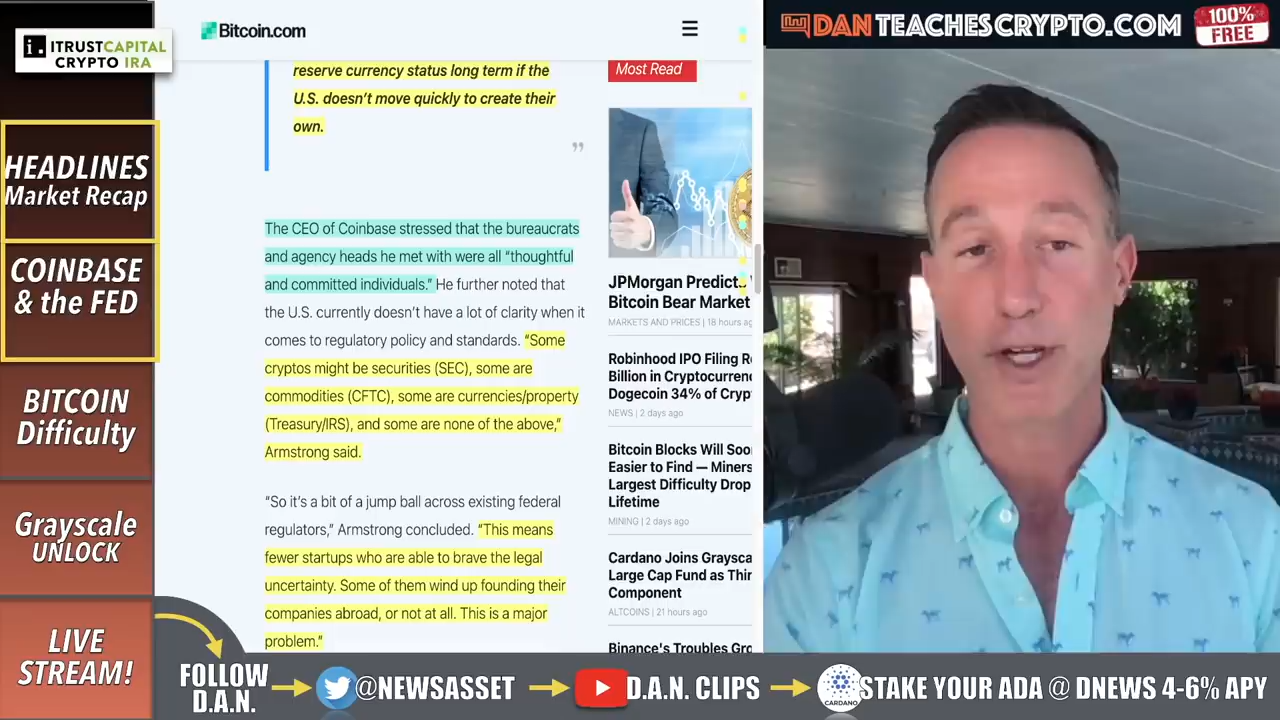 ITRUSTCAPITAL
CRYPTO IRA
HEADLINES
Market Recap
COINBASE
& the FED
BITCOIN
Difficulty
Grayscale
UNLOCK
LIVE
STREAM!
Bitcoin.com
reserve currency status long term if the
U.S. doesn’t move quickly to create their
own.
”
The CEO of Coinbase stressed that the bureaucrats
and agency heads he met with were all “thoughtful
and committed individuals.” He further noted that
the U.S. currently doesn’t have a lot of clarity when it
comes to regulatory policy and standards. “Some
cryptos might be securities (SEC), some are
commodities (CFTC), some are currencies/property
(Treasury/IRS), and some are none of the above,”
Armstrong said.
“So it’s a bit of a jump ball across existing federal
regulators,” Armstrong concluded. “This means
fewer startups who are able to brave the legal
uncertainty. Some of them wind up founding their
companies abroad, or not at all. This is a major
problem.”
Most Read
JPMorgan Predicts
Bitcoin Bear Market
MARKETS AND PRICES | 18 hours ag
Robinhood IPO Filing Re
Billion in Cryptocurrenc
Dogecoin 34% of Cryp
NEWS | 2 days ago
Bitcoin Blocks Will Soo
Easier to Find — Miners
Largest Difficulty Drop
Lifetime
MINING | 2 days ago
Cardano Joins Grayscal
Large Cap Fund as Thir
Component
ALTCOINS | 21 hours ago
Binance's Troubles Gro
DANTEACHESCRYPTO.COM
100%
FREE
FOLLOW
D.A.N.
@NEWSASSET
D.A.N. CLIPS
CARDANO
STAKE YOUR ADA @ DNEWS 4-6% APY